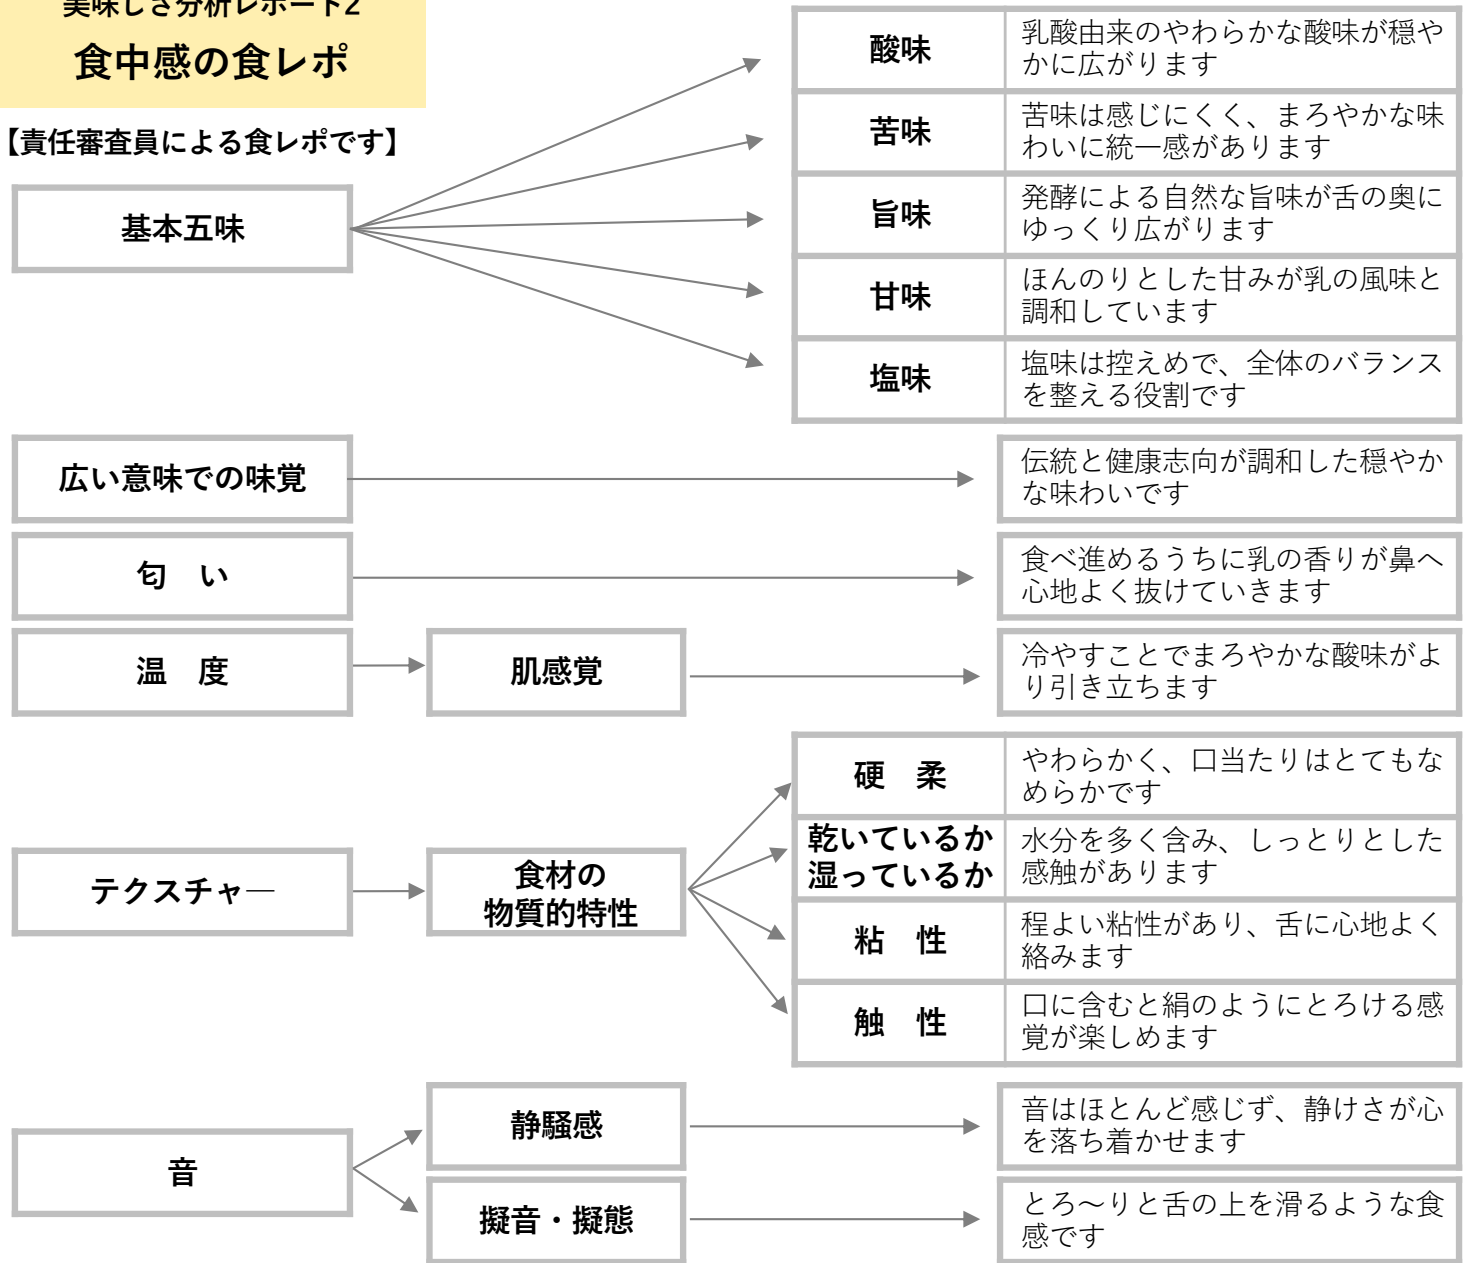 美味しさ分析レポート2
食中感の食レポ
【責任審査員による食レポです】
基本五味
酸味
乳酸由来のやわらかな酸味が穏や
かに広がります
苦味
苦味は感じにくく、まろやかな味
わいに統一感があります
旨味
発酵による自然な旨味が舌の奥に
ゆっくり広がります
甘味
ほんのりとした甘みが乳の風味と
調和しています
塩味
塩味は控えめで、全体のバランス
を整える役割です
広い意味での味覚
伝統と健康志向が調和した穏やか
な味わいです
匂　い
食べ進めるうちに乳の香りが鼻へ
心地よく抜けていきます
温　度
肌感覚
冷やすことでまろやかな酸味がよ
り引き立ちます
テクスチャ―
食材の
物質的特性
硬　柔
やわらかく、口当たりはとてもな
めらかです
乾いているか
湿っているか
水分を多く含み、しっとりとした
感触があります
粘　性
程よい粘性があり、舌に心地よく
絡みます
触　性
口に含むと絹のようにとろける感
覚が楽しめます
音
静騒感
音はほとんど感じず、静けさが心
を落ち着かせます
擬音・擬態
とろ～りと舌の上を滑るような食
感です